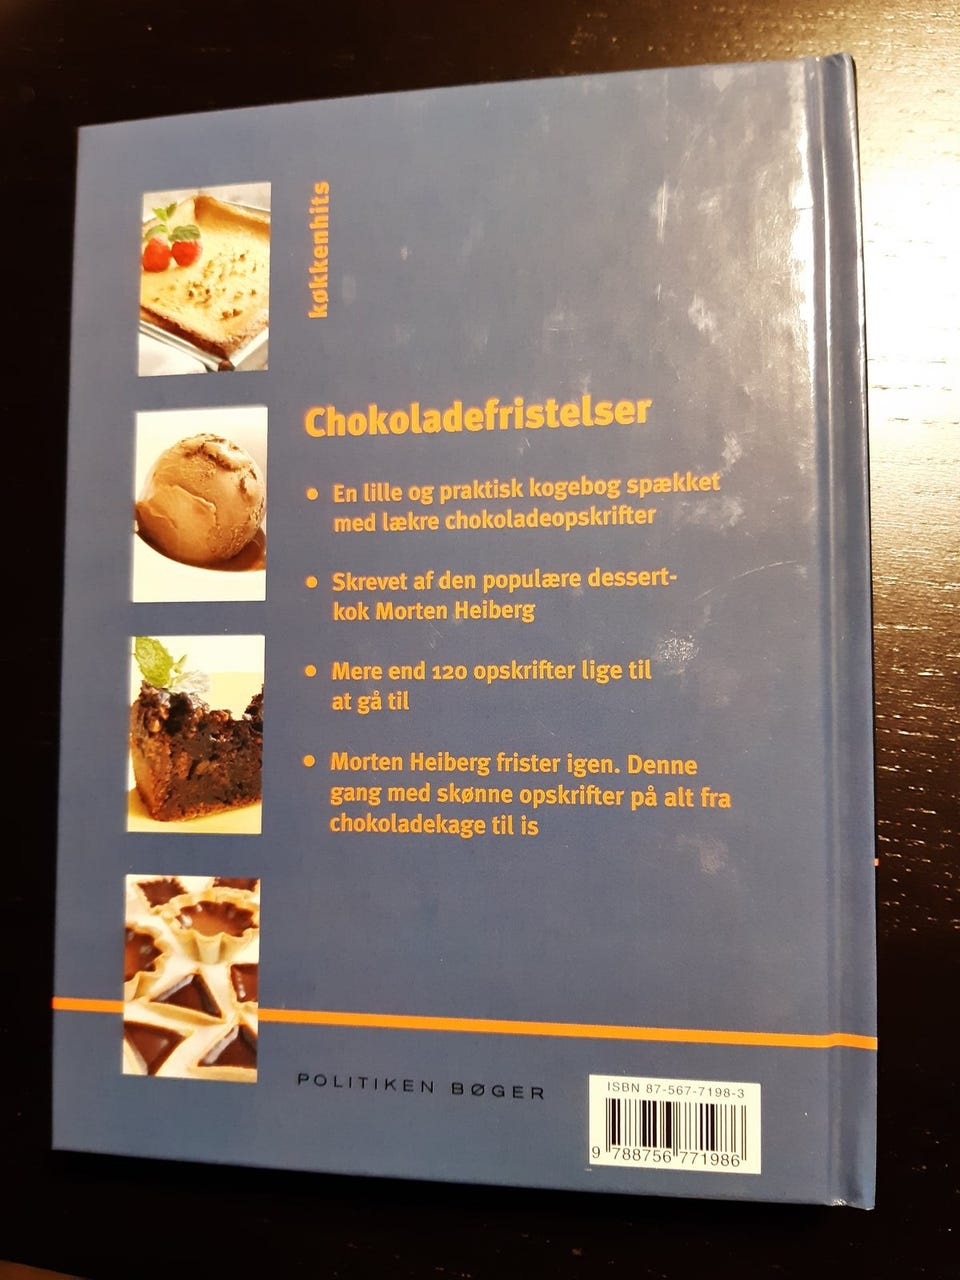 køkkenhits
Chokoladefristelser
• En lille og praktisk kogebog spækket
med lækre chokoladeopskrifter
• Skrevet af den populære dessert-
kok Morten Heiberg
• Mere end 120 opskrifter lige til
at gå til
• Morten Heiberg frister igen. Denne
gang med skønne opskrifter på alt fra
chokoladekage til is
POLITIKEN BØGER
ISBN 87-567-7198-3
9 788756 771986